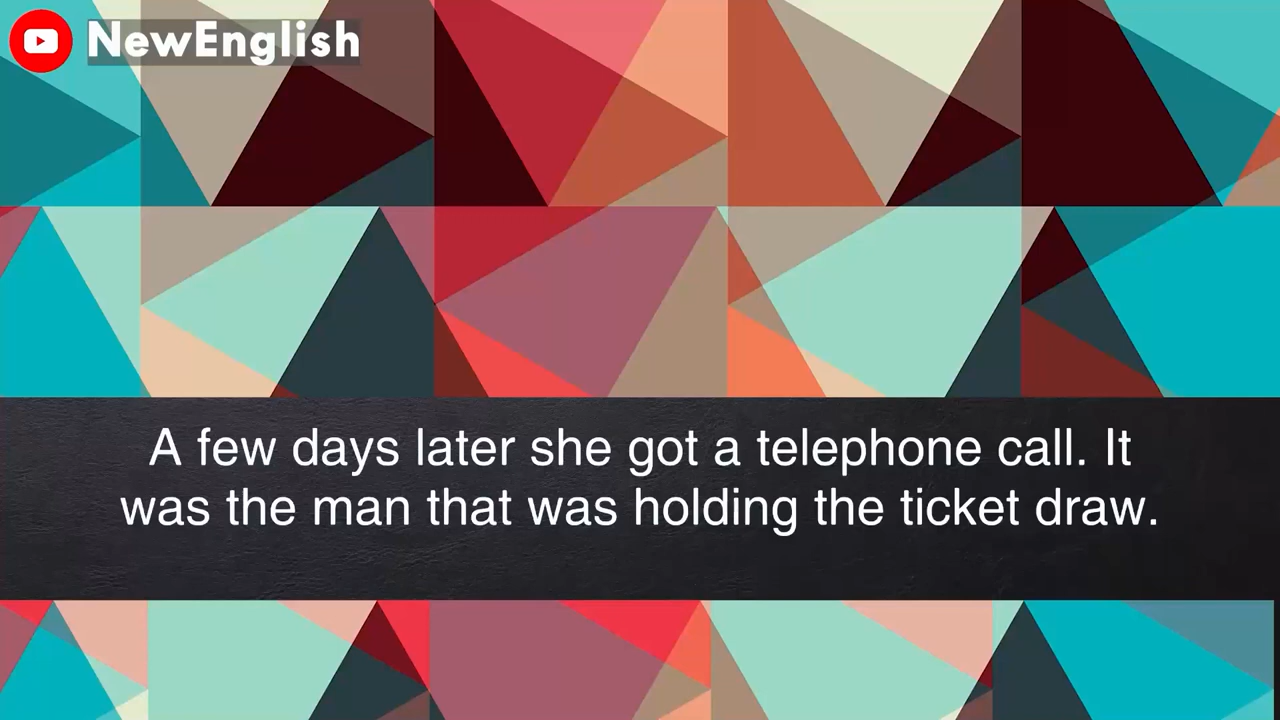 NewEnglish
A few days later she got a telephone call. It
was the man that was holding the ticket draw.